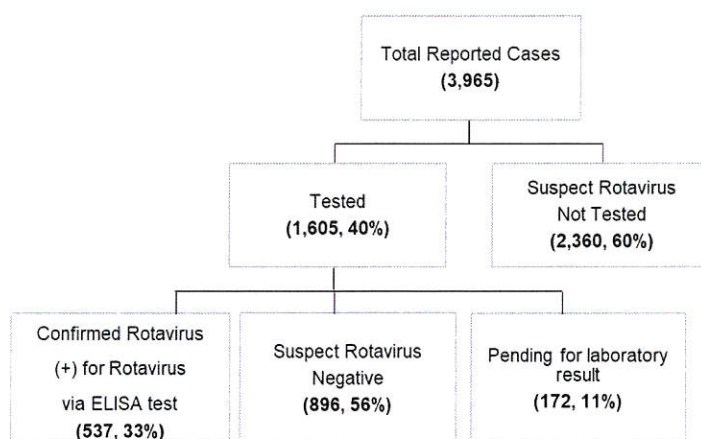 Total Reported Cases
(3,965)
Tested
(1,605, 40%)
Suspect Rotavirus
Not Tested
(2,360, 60%)
Confirmed Rotavirus
(+) for Rotavirus
via ELISA test
(537, 33%)
Suspect Rotavirus
Negative
(896, 56%)
Pending for laboratory
result
(172, 11%)